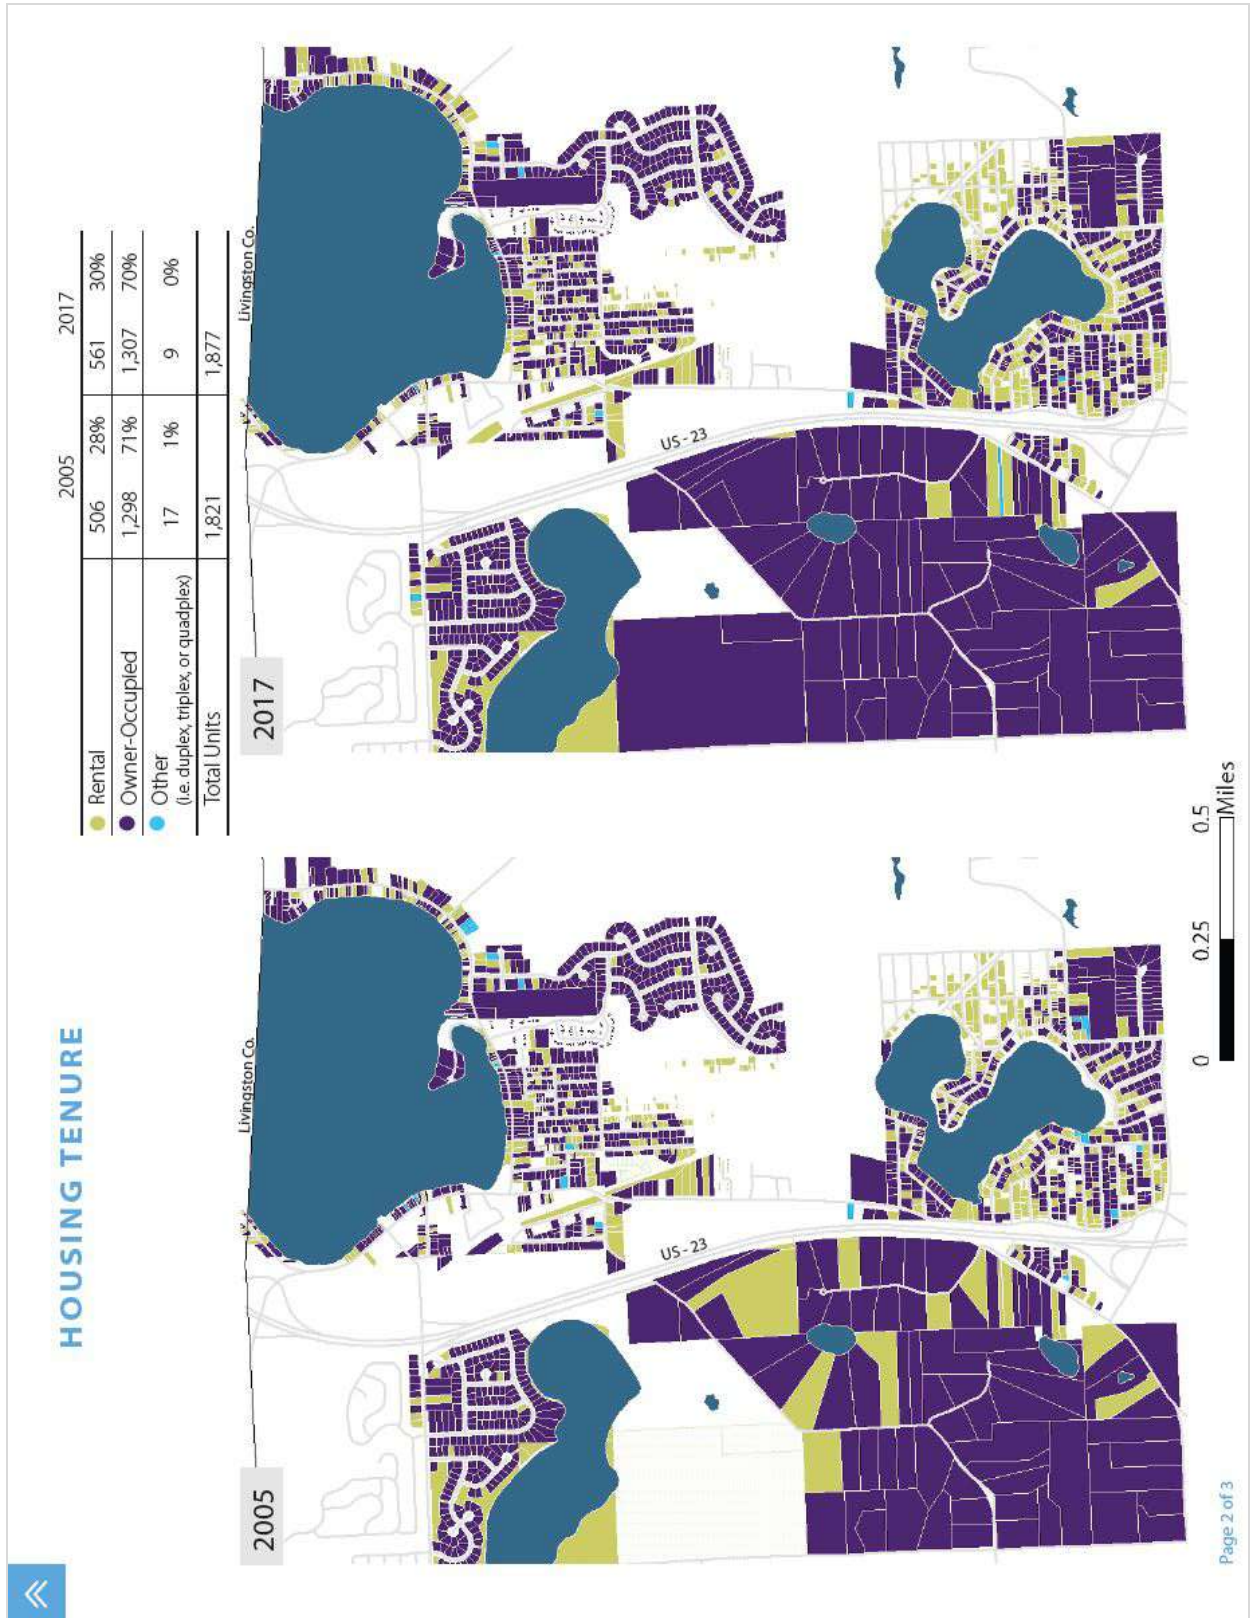 HOUSING TENURE
2005 2017
Rental 506 28% 561 30%
Owner-Occupied 1,298 71% 1,307 70%
Other 17 1% 9 0%
(i.e. duplex, triplex, or quadplex)
Total Units 1,821 1,877
2005
Livingston Co.
US - 23
2017
Livingston Co.
US - 23
0 0.25 0.5
Miles
Page 2 of 3